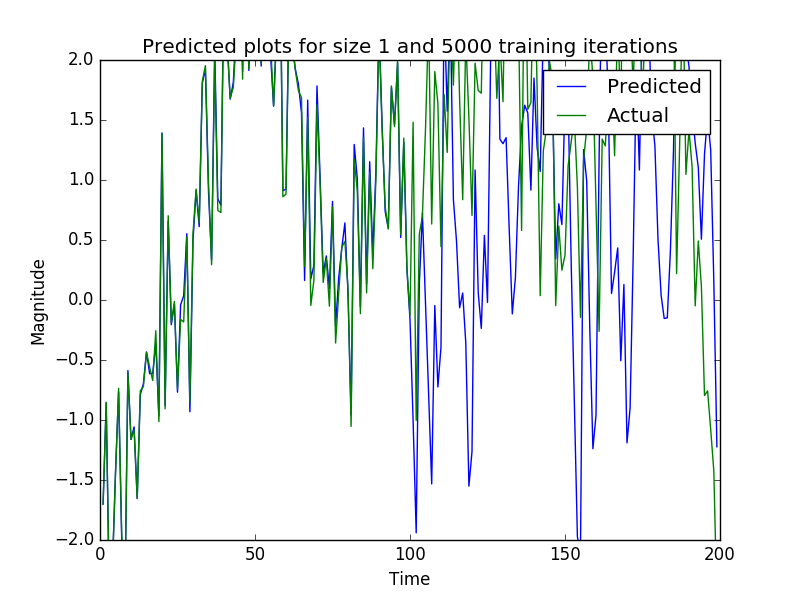 Predicted plots for size 1 and 5000 training iterations
Predicted
Actual
Magnitude
2.0
1.5
1.0
0.5
0.0
−0.5
−1.0
−1.5
−2.0
0 50 100 150 200
Time